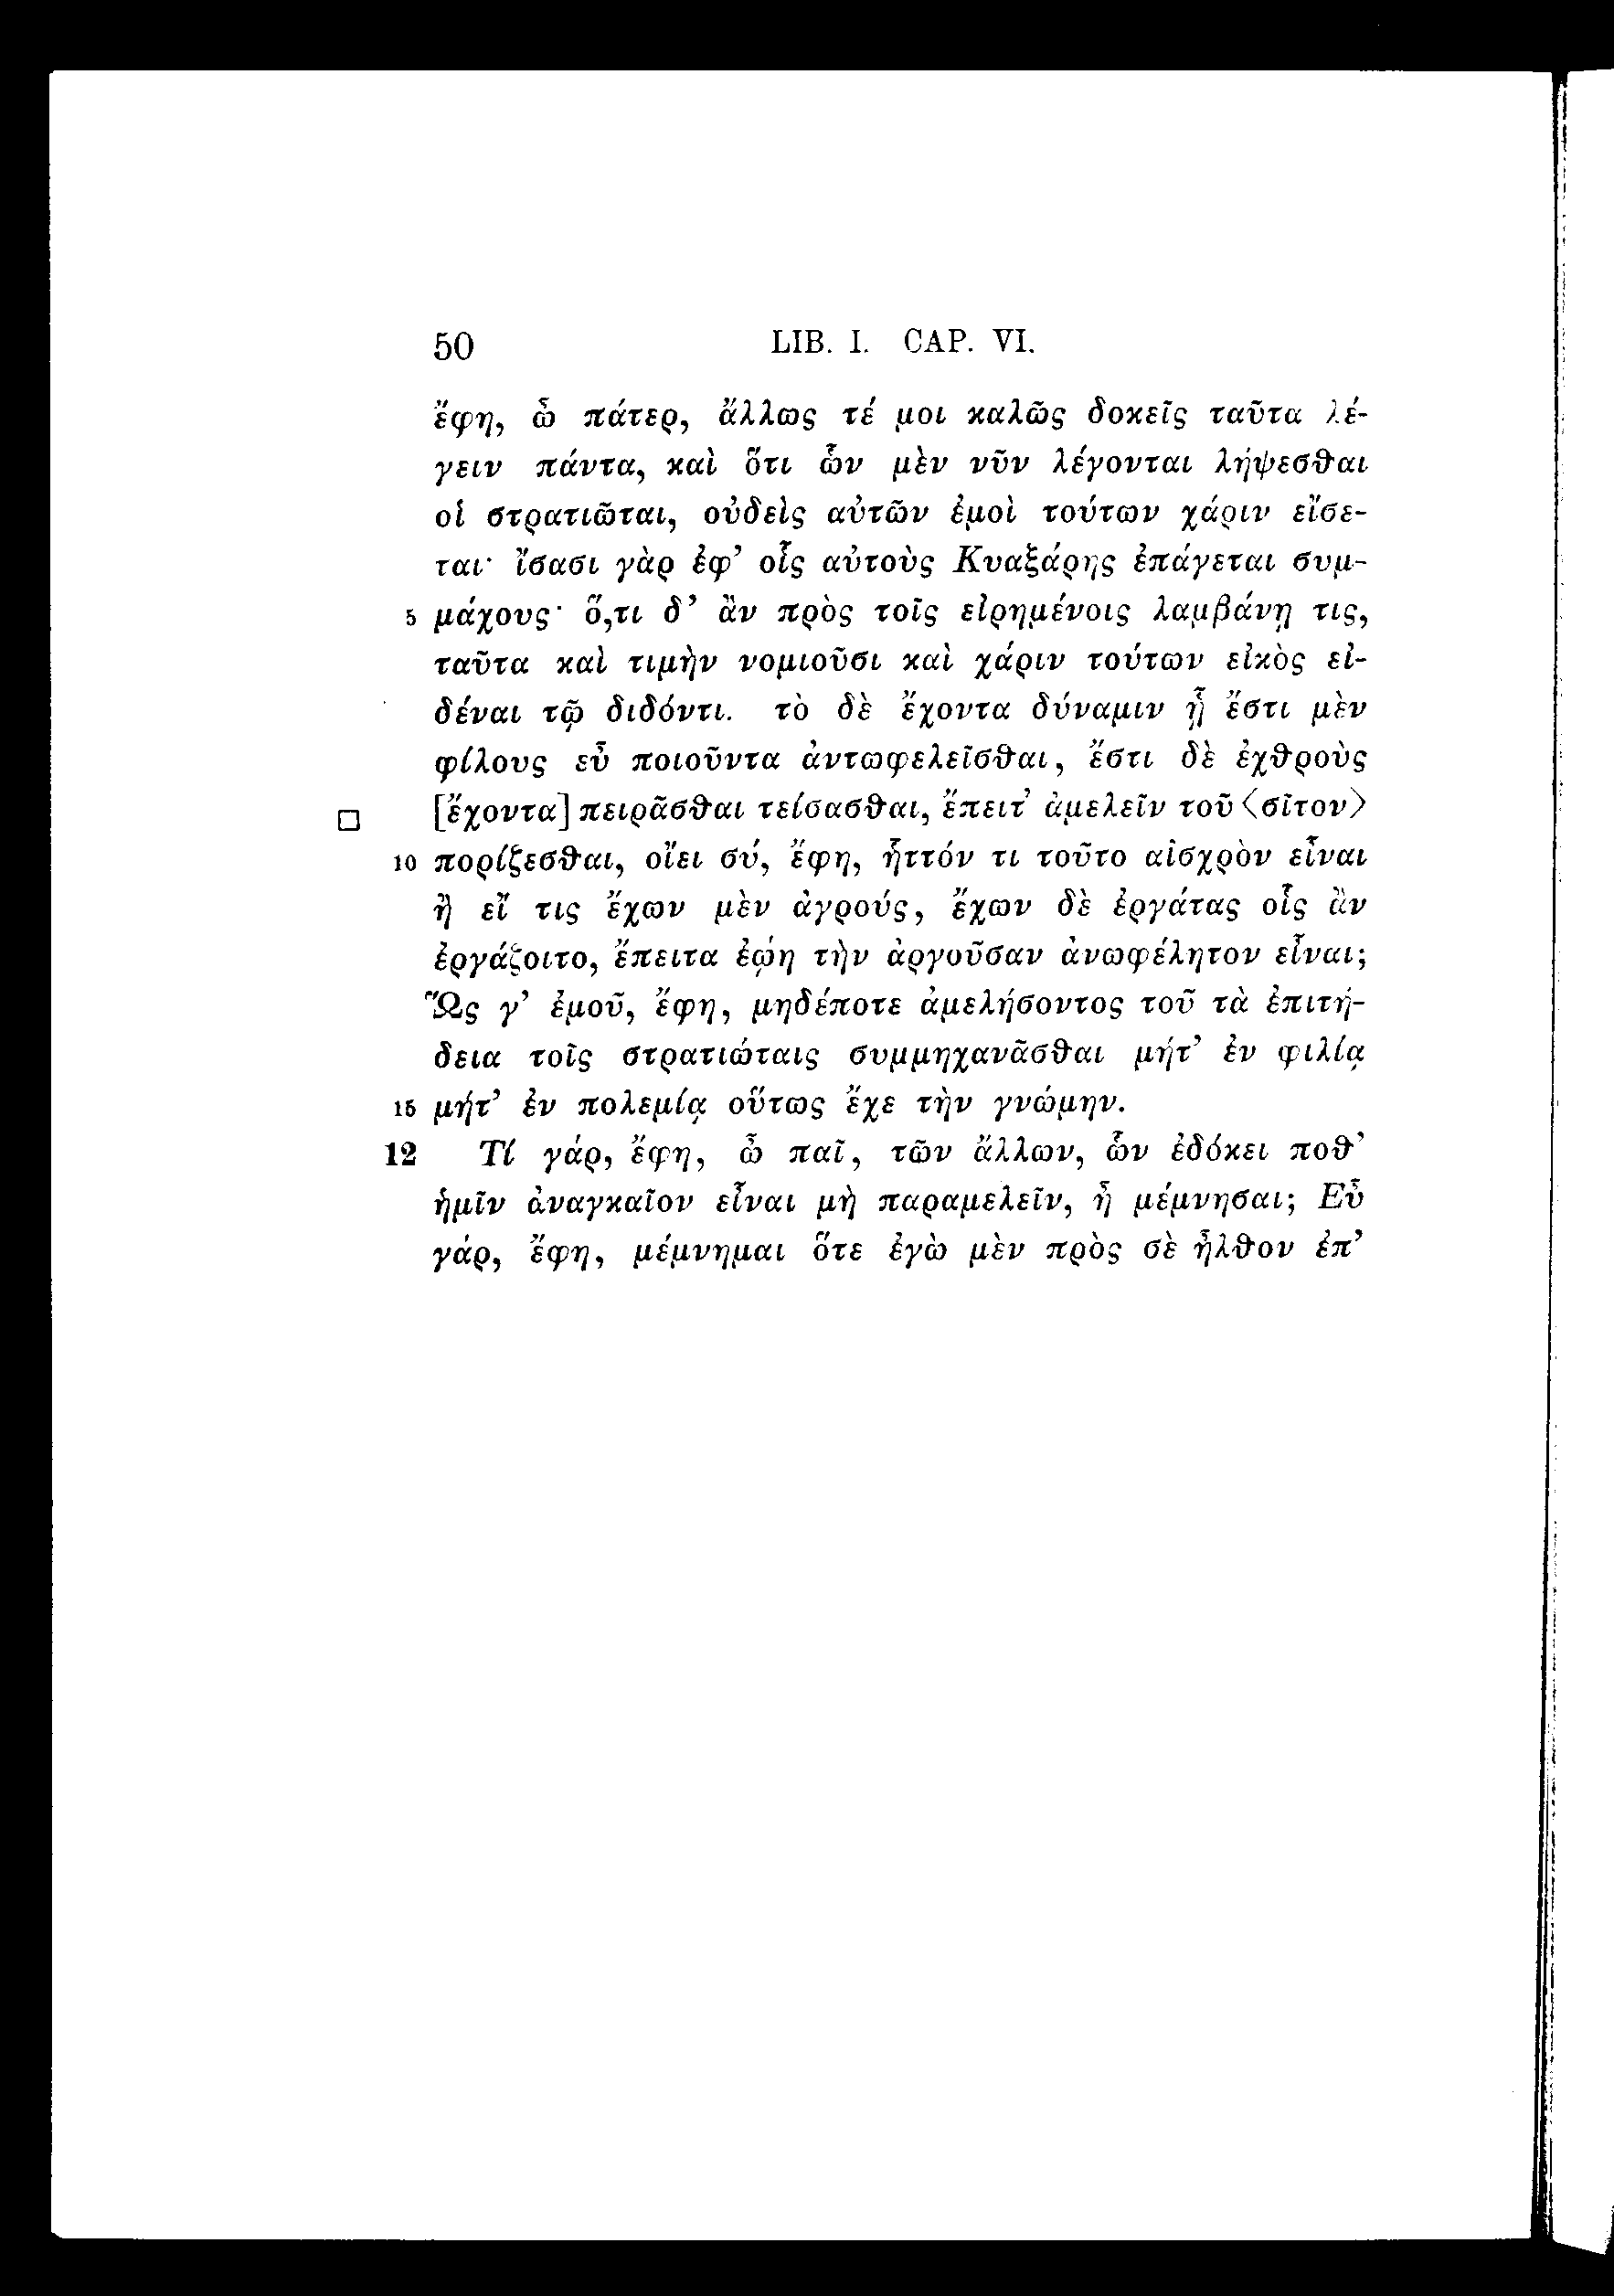 50 LIB. I. CAP. VI.
ἔφη, ὦ πάτερ, ἄλλως τέ μοι καλῶς δοκεῖς ταῦτα λέ-
γειν πάντα, καὶ ὅτι ὧν μὲν νῦν λέγονται λήψεσθαι
οἱ στρατιῶται, οὐδεὶς αὐτῶν ἐμοὶ τούτων χάριν εἴσε-
ται· ἴσασι γὰρ ἐφ’ οἷς αὐτοὺς Κυαξάρης ἐπάγεται συμ-
5 μάχους· ὅ,τι δ’ ἂν πρὸς τοῖς εἰρημένοις λαμβάνῃ τις,
ταῦτα καὶ τιμὴν νομιοῦσι καὶ χάριν τούτων εἰκὸς εἰ-
δέναι τῷ διδόντι. τὸ δὲ ἔχοντα δύναμιν ᾗ ἔστι μὲν
φίλους εὖ ποιοῦντα ἀντωφελεῖσθαι, ἔστι δὲ ἐχθροὺς
□ [ἔχοντα] πειρᾶσθαι τείσασθαι, ἔπειτ’ ἀμελεῖν τοῦ <σῖτον>
10 πορίζεσθαι, οἴει σύ, ἔφη, ἧττόν τι τοῦτο αἰσχρὸν εἶναι
ἢ εἴ τις ἔχων μὲν ἀγρούς, ἔχων δὲ ἐργάτας οἷς ἂν
ἐργάζοιτο, ἔπειτα ἐῴη τὴν ἀργοῦσαν ἀνωφέλητον εἶναι;
Ὥς γ’ ἐμοῦ, ἔφη, μηδέποτε ἀμελήσοντος τοῦ τὰ ἐπιτή-
δεια τοῖς στρατιώταις συμμηχανᾶσθαι μήτ’ ἐν φιλίᾳ
15 μήτ’ ἐν πολεμίᾳ οὕτως ἔχε τὴν γνώμην.
12 Τί γάρ, ἔφη, ὦ παῖ, τῶν ἄλλων, ὧν ἐδόκει ποθ’
ἡμῖν ἀναγκαῖον εἶναι μὴ παραμελεῖν, ἦ μέμνησαι; Εὖ
γάρ, ἔφη, μέμνημαι ὅτε ἐγὼ μὲν πρὸς σὲ ἦλθον ἐπ’